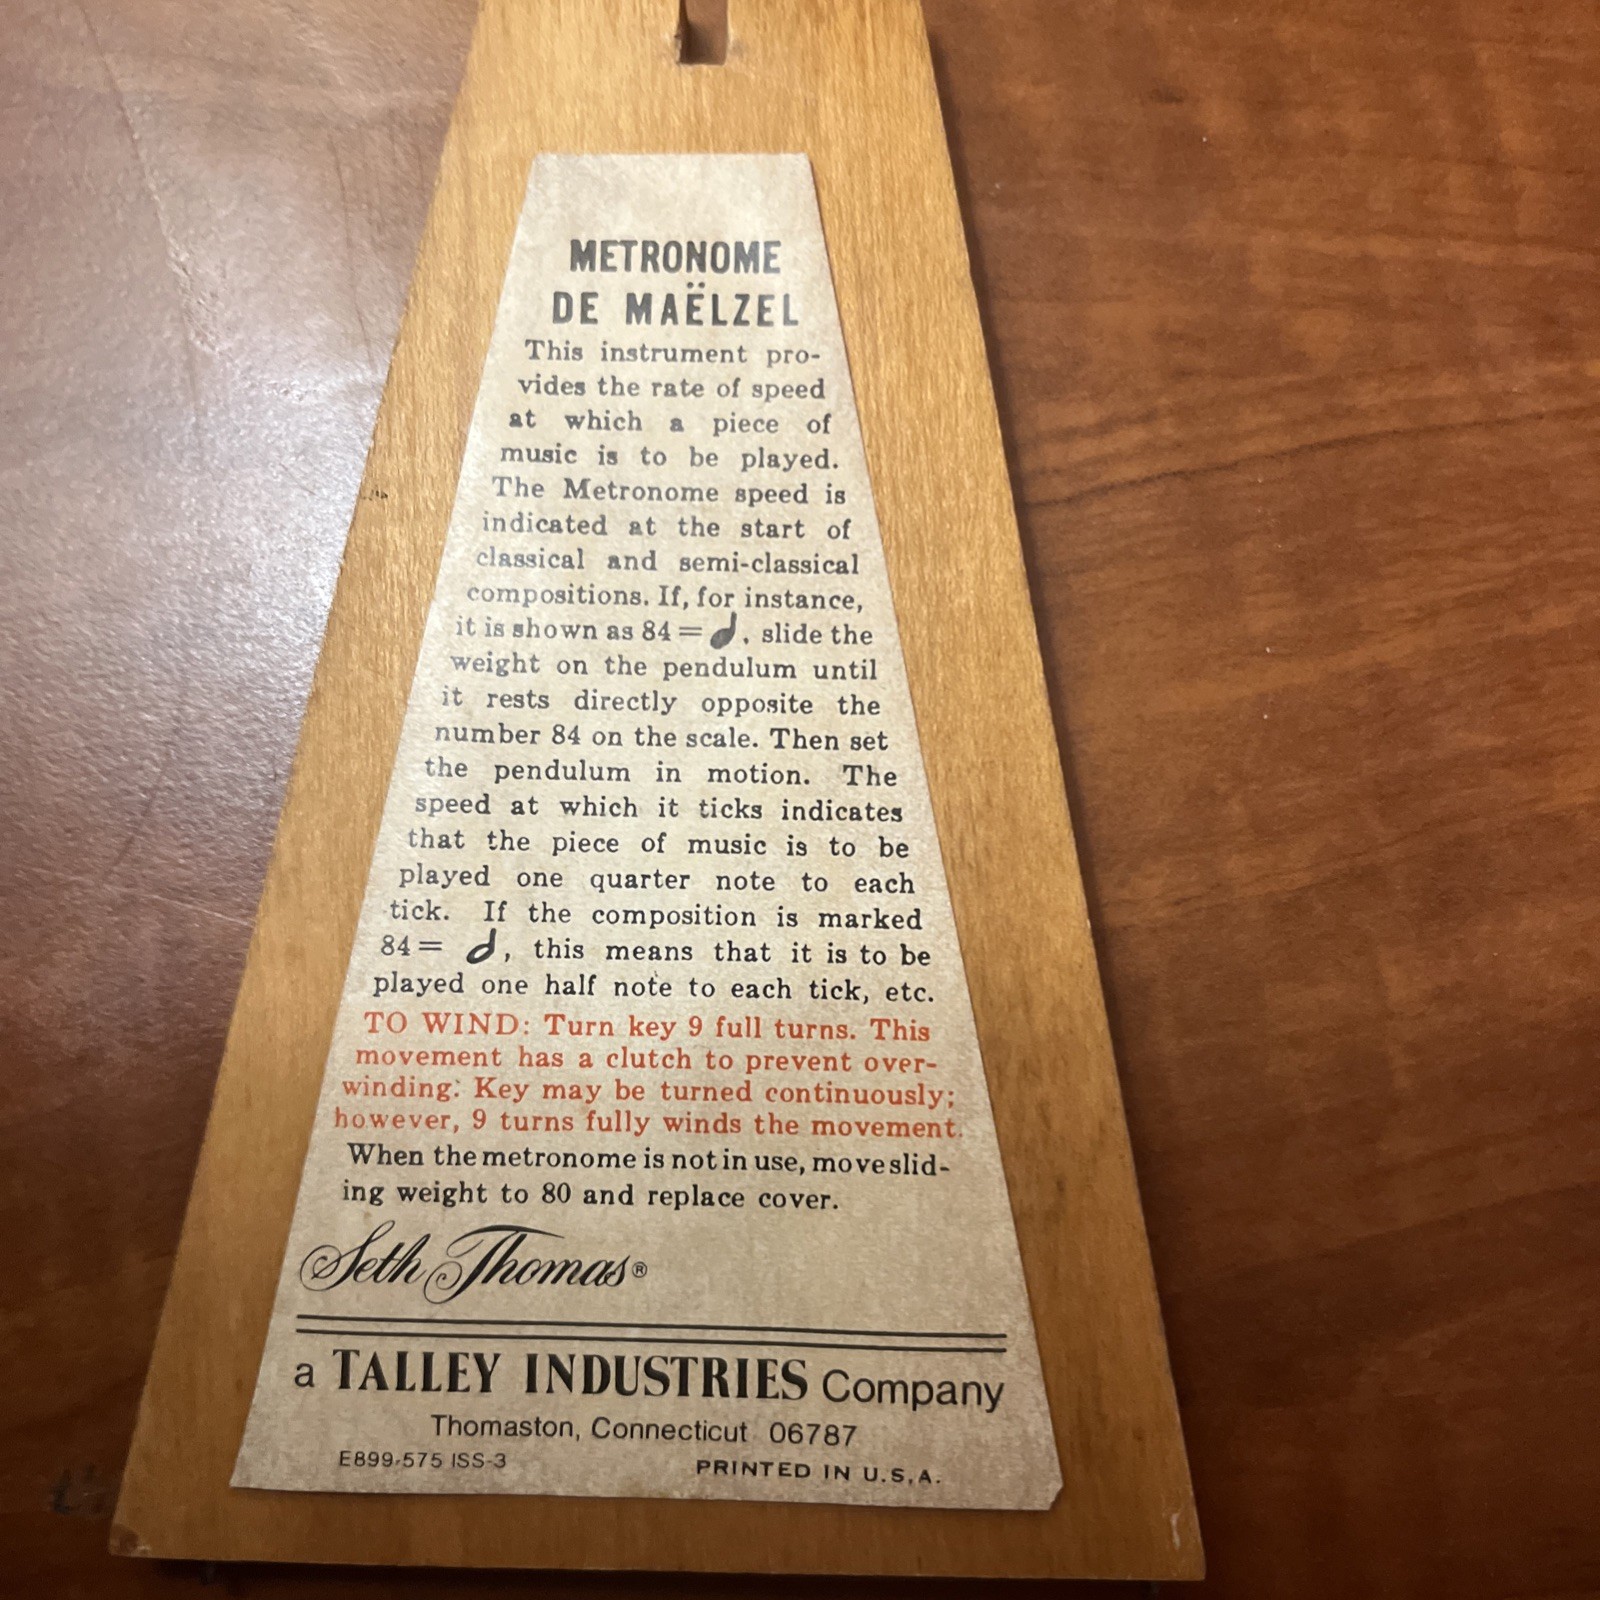 METRONOME
DE MAËLZEL
This instrument pro-
vides the rate of speed
at which a piece of
music is to be played.
The Metronome speed is
indicated at the start of
classical and semi-classical
compositions. If, for instance,
it is shown as 84 = ♩, slide the
weight on the pendulum until
it rests directly opposite the
number 84 on the scale. Then set
the pendulum in motion. The
speed at which it ticks indicates
that the piece of music is to be
played one quarter note to each
tick. If the composition is marked
84 = 𝅗𝅥, this means that it is to be
played one half note to each tick, etc.
TO WIND: Turn key 9 full turns. This
movement has a clutch to prevent over-
winding. Key may be turned continuously;
however, 9 turns fully winds the movement.
When the metronome is not in use, move slid-
ing weight to 80 and replace cover.
Seth Thomas®
a TALLEY INDUSTRIES Company
Thomaston, Connecticut 06787
E899-575 ISS-3 PRINTED IN U.S.A.